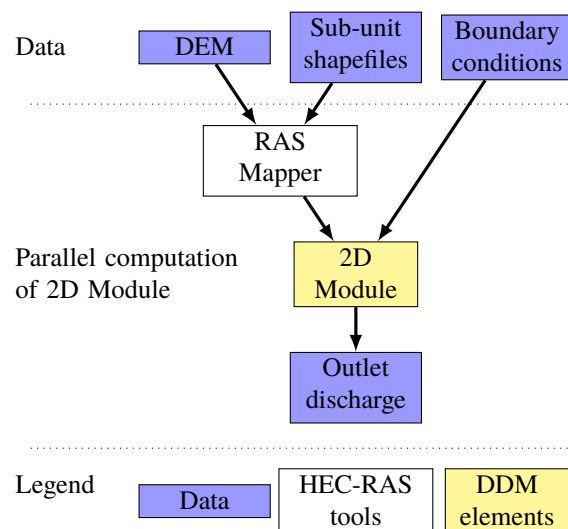 Data
DEM
Sub-unit
shapefiles
Boundary
conditions
RAS
Mapper
Parallel computation
of 2D Module
2D
Module
Outlet
discharge
Legend
Data
HEC-RAS
tools
DDM
elements